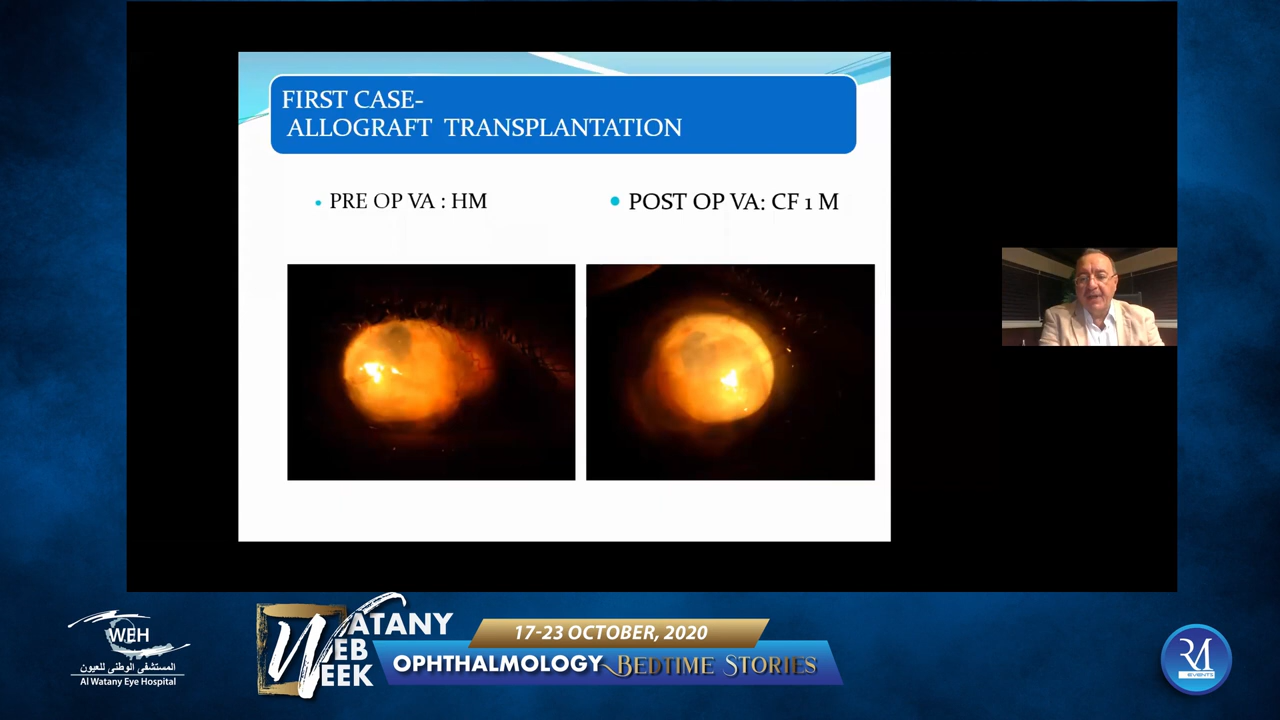 FIRST CASE-
ALLOGRAFT TRANSPLANTATION
• PRE OP VA : HM
• POST OP VA: CF 1 M
WEH
المستشفى الوطني للعيون
Al Watany Eye Hospital
WATANY
WEB
WEEK
17-23 OCTOBER, 2020
OPHTHALMOLOGY BEDTIME STORIES
RM
EVENTS